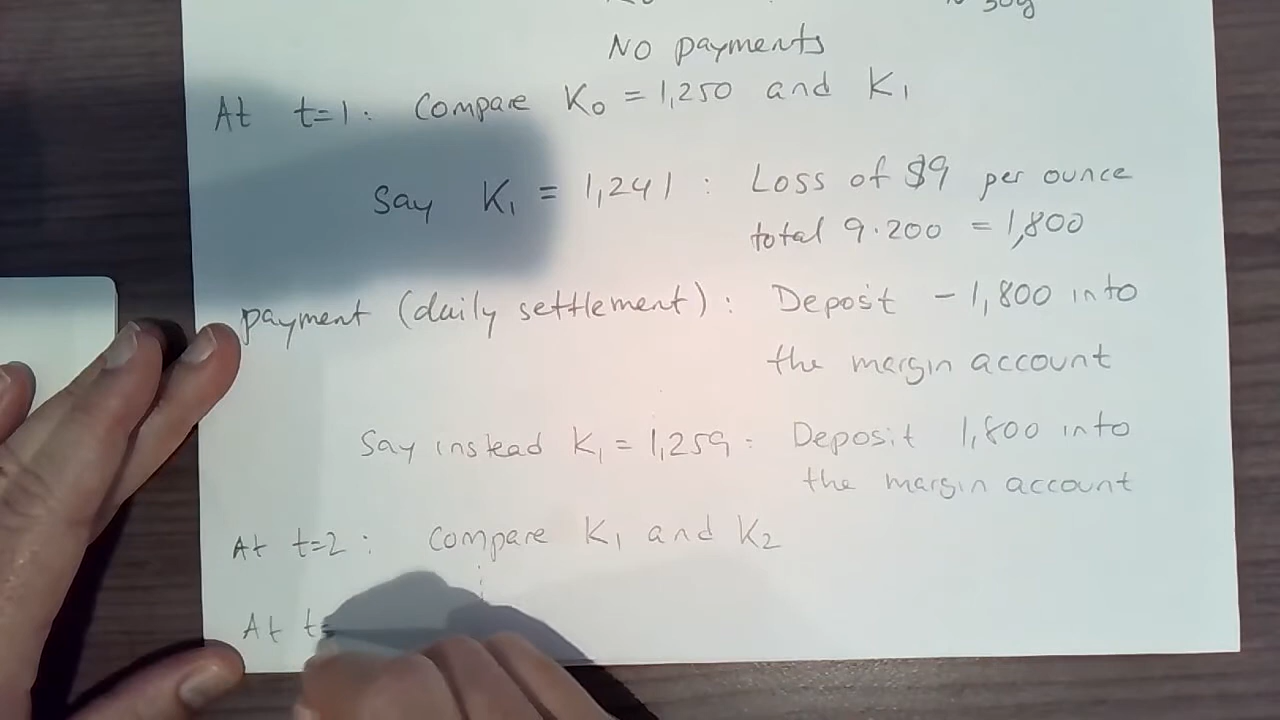 30g
No payments
At t=1: Compare K0 = 1,250 and K1
Say K1 = 1,241 : Loss of $9 per ounce
total 9·200 = 1,800
payment (daily settlement) : Deposit -1,800 into
the margin account
Say instead K1 = 1,259 : Deposit 1,800 into
the margin account
At t=2 : Compare K1 and K2
At t=